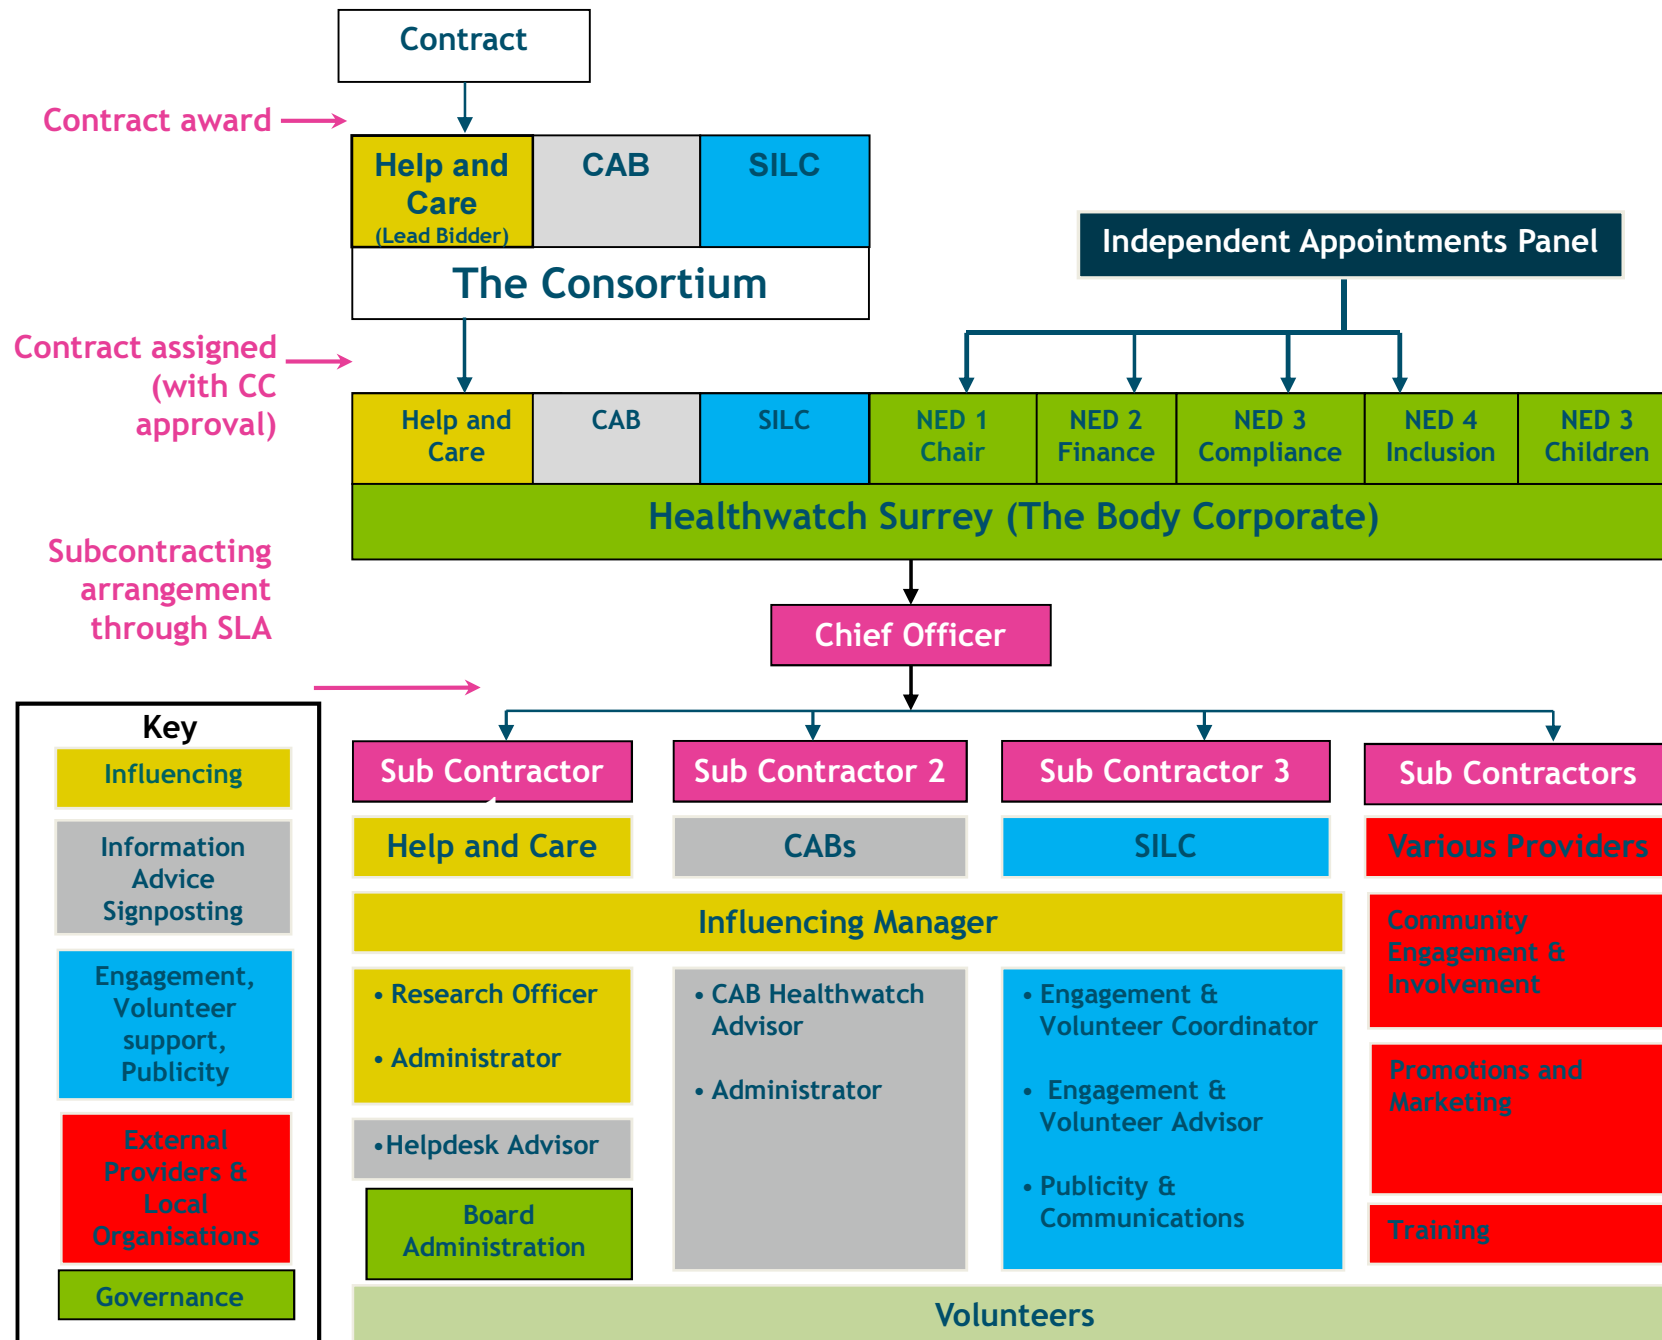 Contract
Contract award
Help and
Care
(Lead Bidder)
CAB
SILC
The Consortium
Independent Appointments Panel
Contract assigned
(with CC
approval)
Help and
Care
CAB
SILC
NED 1
Chair
NED 2
Finance
NED 3
Compliance
NED 4
Inclusion
NED 3
Children
Healthwatch Surrey (The Body Corporate)
Subcontracting
arrangement
through SLA
Chief Officer
Key
Influencing
Information
Advice
Signposting
Engagement,
Volunteer
support,
Publicity
External
Providers &
Local
Organisations
Governance
Sub Contractor
Sub Contractor 2
Sub Contractor 3
Sub Contractors
Help and Care
CABs
SILC
Various Providers
Influencing Manager
• Research Officer
• Administrator
•Helpdesk Advisor
Board
Administration
• CAB Healthwatch
Advisor
• Administrator
• Engagement &
Volunteer Coordinator
• Engagement &
Volunteer Advisor
• Publicity &
Communications
Community
Engagement &
Involvement
Promotions and
Marketing
Training
Volunteers